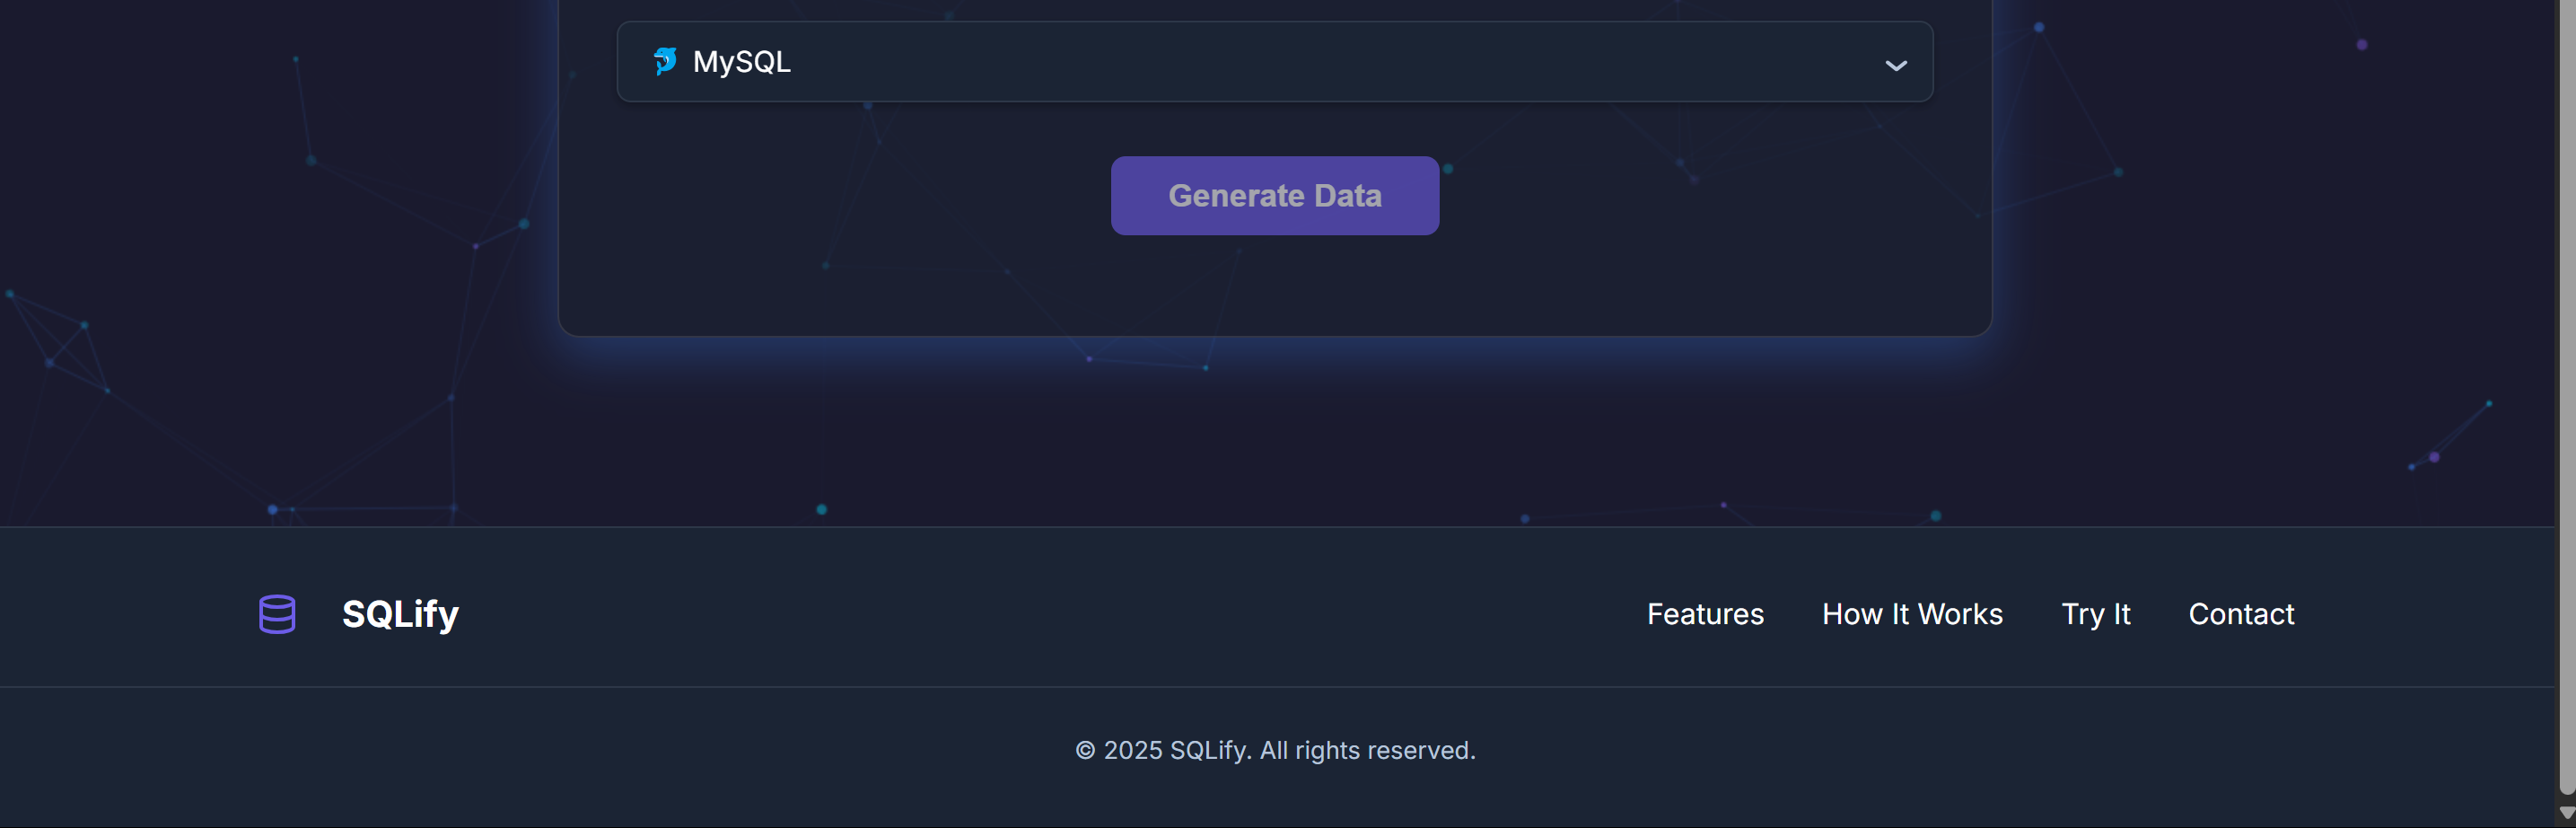 MySQL
Generate Data
SQLify
Features How It Works Try It Contact
© 2025 SQLify. All rights reserved.